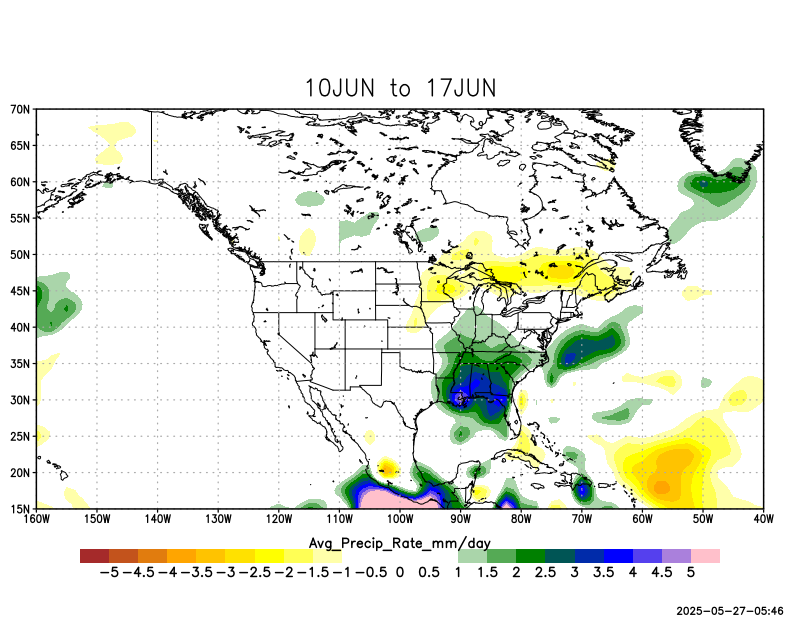 10JUN to 17JUN
70N
65N
60N
55N
50N
45N
40N
35N
30N
25N
20N
15N
160W 150W 140W 130W 120W 110W 100W 90W 80W 70W 60W 50W 40W
Avg_Precip_Rate_mm/day
-5 -4.5 -4 -3.5 -3 -2.5 -2 -1.5 -1 -0.5 0 0.5 1 1.5 2 2.5 3 3.5 4 4.5 5
2025-05-27-05:46